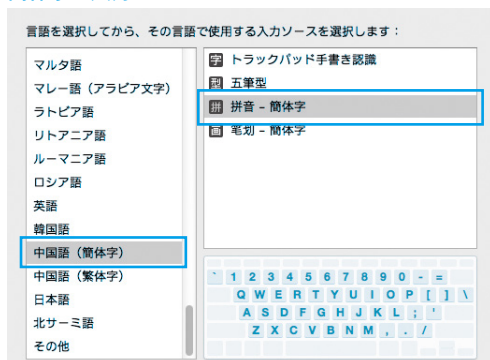 言語を選択してから、その言語で使用する入力ソースを選択します：
マルタ語
マレー語（アラビア文字）
ラトビア語
リトアニア語
ルーマニア語
ロシア語
英語
韓国語
中国語（簡体字）
中国語（繁体字）
日本語
北サーミ語
その他
字 トラックパッド手書き認識
型 五筆型
拼 拼音 – 簡体字
画 笔划 – 簡体字
` 1 2 3 4 5 6 7 8 9 0 - =
Q W E R T Y U I O P [ ] \
A S D F G H J K L ; '
Z X C V B N M , . /